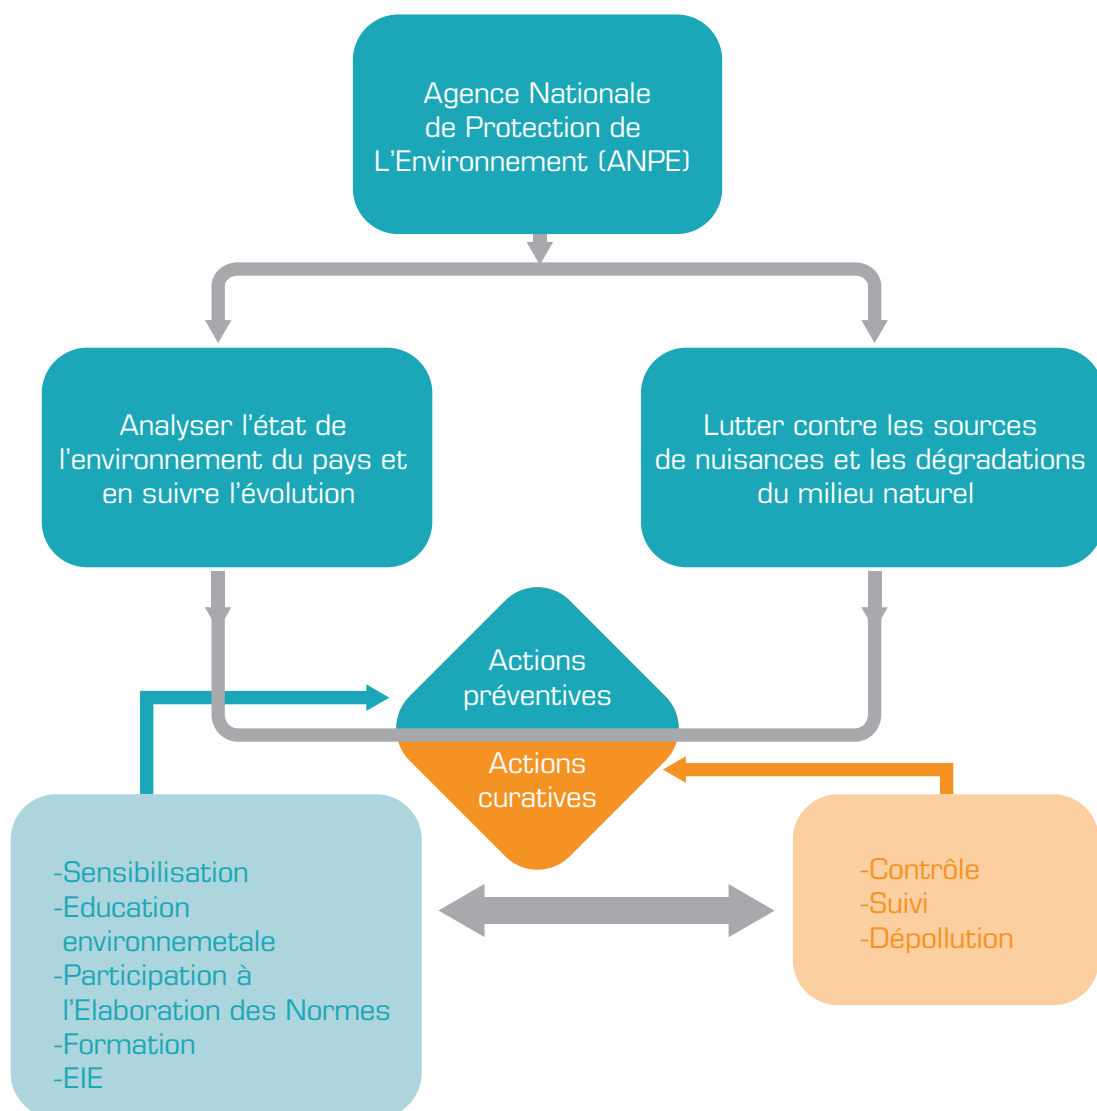 Agence Nationale
de Protection de
L'Environnement (ANPE)
Analyser l'état de
l'environnement du pays et
en suivre l'évolution
Lutter contre les sources
de nuisances et les dégradations
du milieu naturel
Actions
préventives
Actions
curatives
-Sensibilisation
-Education
environnemetale
-Participation à
l'Elaboration des Normes
-Formation
-EIE
-Contrôle
-Suivi
-Dépollution